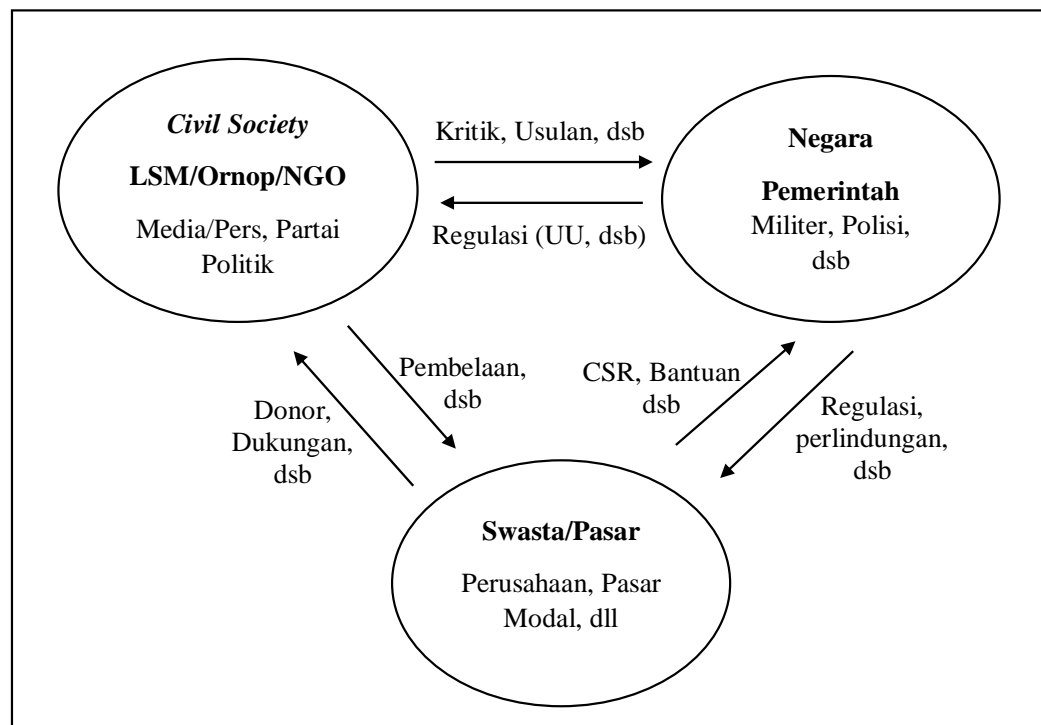 Civil Society
LSM/Ornop/NGO
Media/Pers, Partai
Politik
Kritik, Usulan, dsb
Regulasi (UU, dsb)
Negara
Pemerintah
Militer, Polisi,
dsb
Pembelaan,
dsb
Donor,
Dukungan,
dsb
CSR, Bantuan
dsb
Regulasi,
perlindungan,
dsb
Swasta/Pasar
Perusahaan, Pasar
Modal, dll